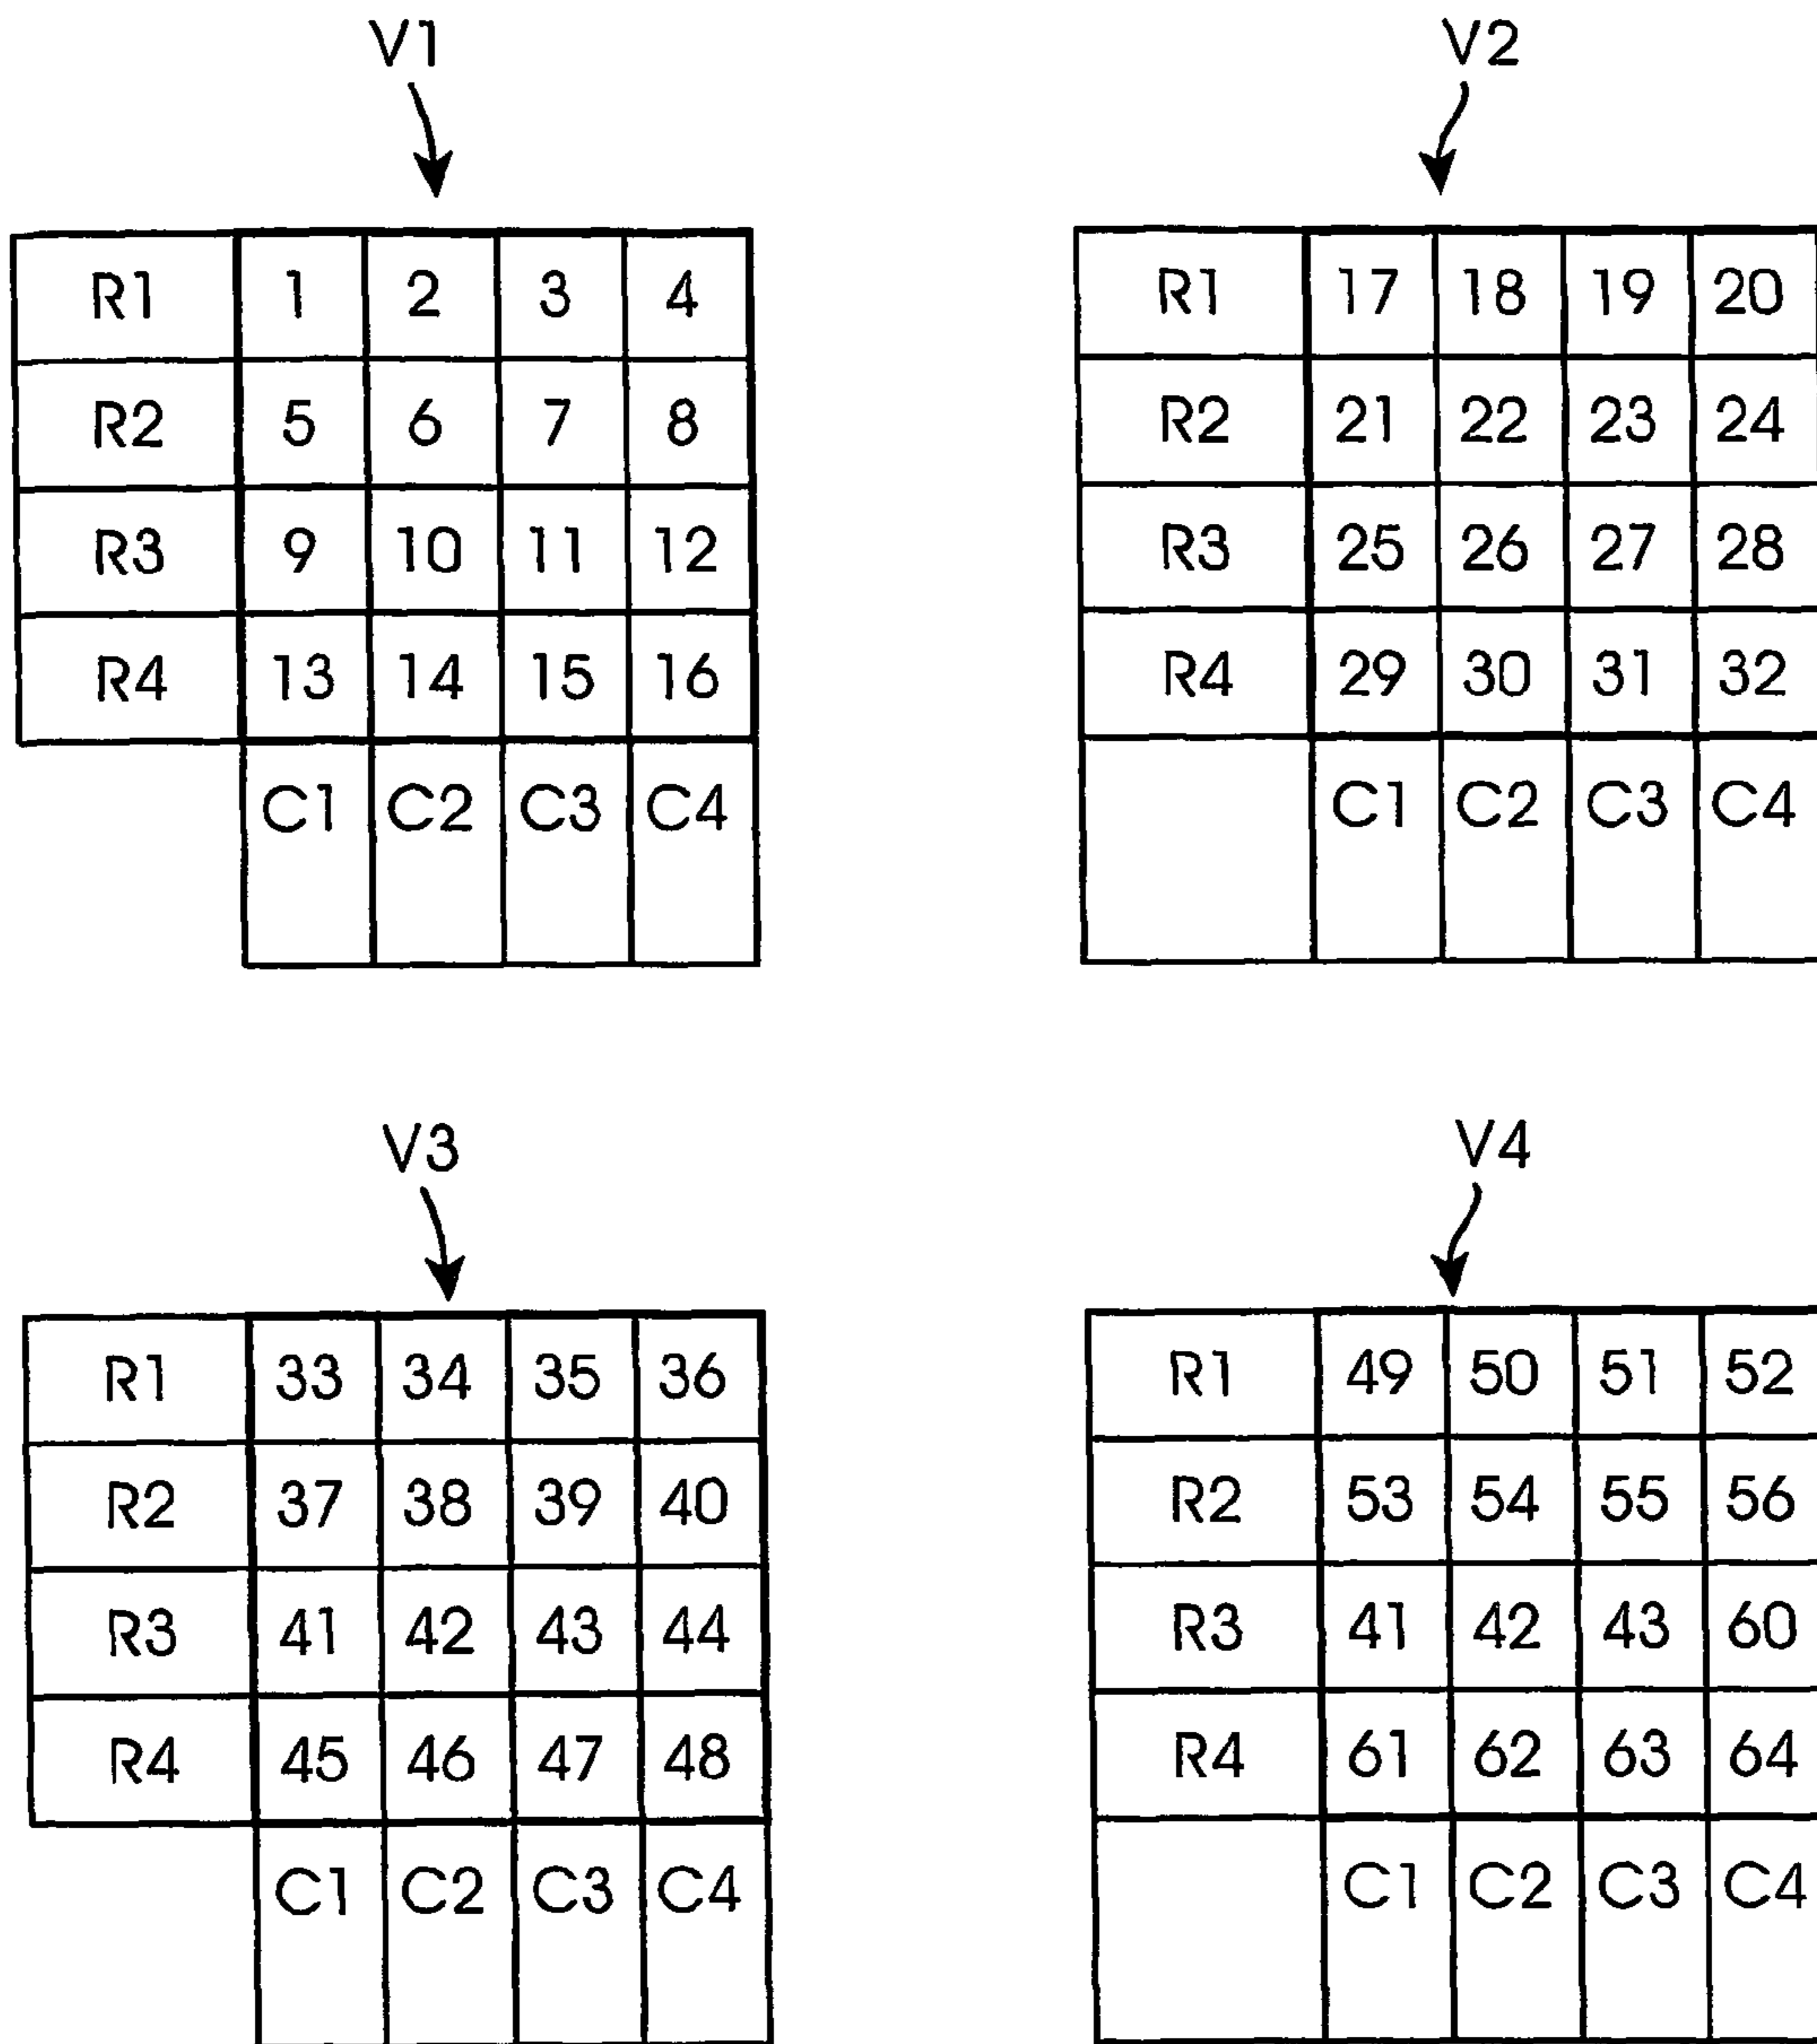 V1
R1 1 2 3 4
R2 5 6 7 8
R3 9 10 11 12
R4 13 14 15 16
C1 C2 C3 C4
V2
R1 17 18 19 20
R2 21 22 23 24
R3 25 26 27 28
R4 29 30 31 32
C1 C2 C3 C4
V3
R1 33 34 35 36
R2 37 38 39 40
R3 41 42 43 44
R4 45 46 47 48
C1 C2 C3 C4
V4
R1 49 50 51 52
R2 53 54 55 56
R3 41 42 43 60
R4 61 62 63 64
C1 C2 C3 C4